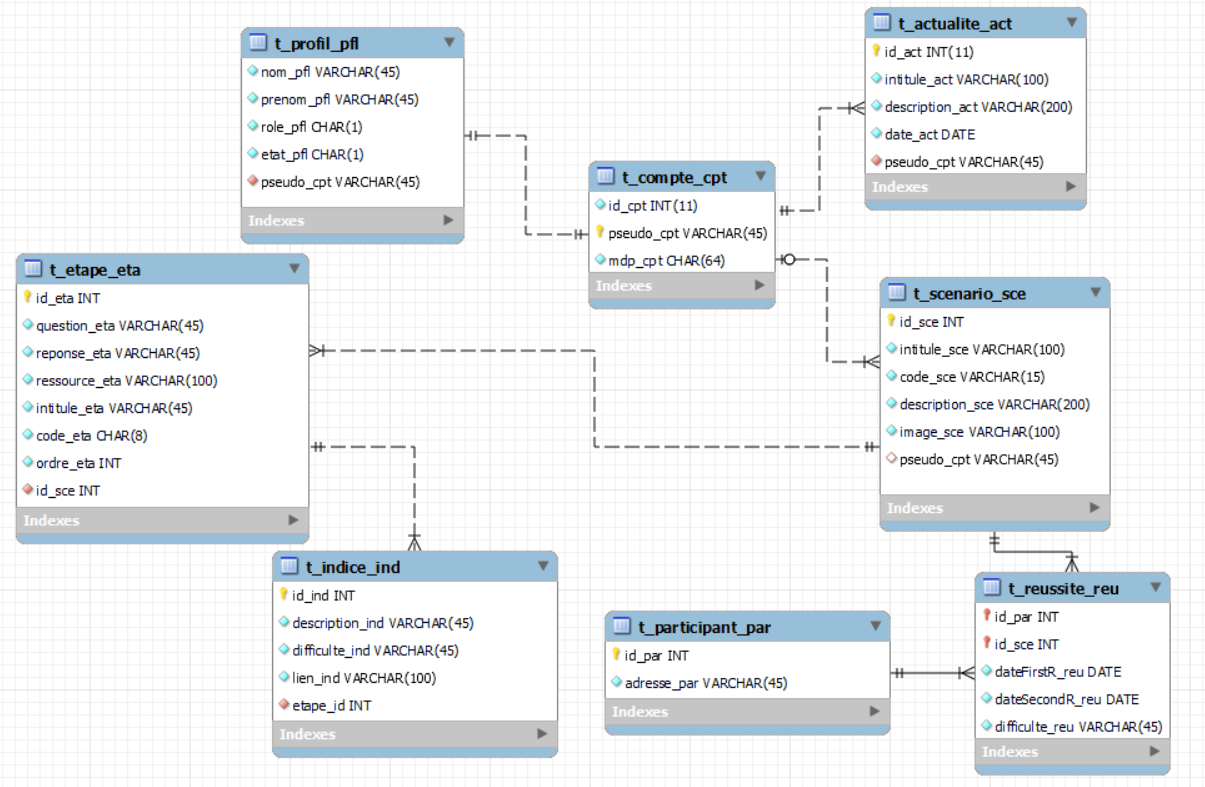 t_profil_pfl
nom_pfl VARCHAR(45)
prenom_pfl VARCHAR(45)
role_pfl CHAR(1)
etat_pfl CHAR(1)
pseudo_cpt VARCHAR(45)
Indexes
t_actualite_act
id_act INT(11)
intitule_act VARCHAR(100)
description_act VARCHAR(200)
date_act DATE
pseudo_cpt VARCHAR(45)
Indexes
t_compte_cpt
id_cpt INT(11)
pseudo_cpt VARCHAR(45)
mdp_cpt CHAR(64)
Indexes
t_etape_eta
id_eta INT
question_eta VARCHAR(45)
reponse_eta VARCHAR(45)
ressource_eta VARCHAR(100)
intitule_eta VARCHAR(45)
code_eta CHAR(8)
ordre_eta INT
id_sce INT
Indexes
t_scenario_sce
id_sce INT
intitule_sce VARCHAR(100)
code_sce VARCHAR(15)
description_sce VARCHAR(200)
image_sce VARCHAR(100)
pseudo_cpt VARCHAR(45)
Indexes
t_indice_ind
id_ind INT
description_ind VARCHAR(45)
difficulte_ind VARCHAR(45)
lien_ind VARCHAR(100)
etape_id INT
Indexes
t_participant_par
id_par INT
adresse_par VARCHAR(45)
Indexes
t_reussite_reu
id_par INT
id_sce INT
dateFirstR_reu DATE
dateSecondR_reu DATE
difficulte_reu VARCHAR(45)
Indexes